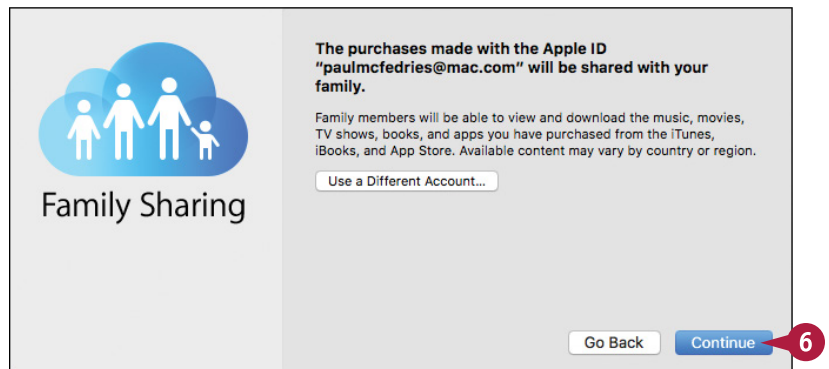 The purchases made with the Apple ID
“paulmcfedries@mac.com” will be shared with your
family.
Family members will be able to view and download the music, movies,
TV shows, books, and apps you have purchased from the iTunes,
iBooks, and App Store. Available content may vary by country or region.
Use a Different Account...
Family Sharing
Go Back
Continue
6